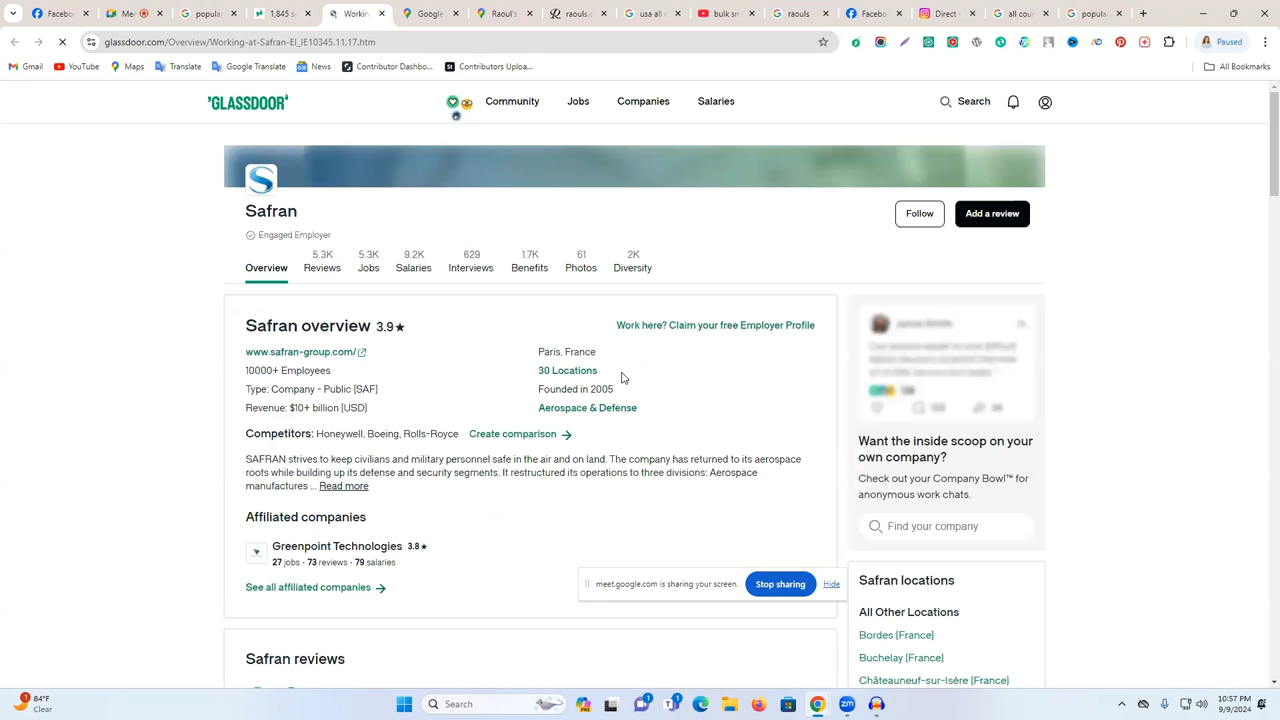 Facebo
Mee
popula
1,145
Workin
Google
Rauls
raulsc
usa all c
bulk sn
rauls
Facebo
Direct
all cou
popula
glassdoor.com/Overview/Working-at-Safran-EI_IE10345.11,17.htm
Paused
Gmail
YouTube
Maps
Translate
Google Translate
News
Contributor Dashbo...
Contributors Uploa...
All Bookmarks
GLASSDOOR
Community
Jobs
Companies
Salaries
Search
Safran
Follow
Add a review
Engaged Employer
5.3K
5.3K
9.2K
629
1.7K
61
2K
Overview
Reviews
Jobs
Salaries
Interviews
Benefits
Photos
Diversity
Safran overview 3.9★
Work here? Claim your free Employer Profile
www.safran-group.com/
Paris, France
10000+ Employees
30 Locations
Type: Company - Public (SAF)
Founded in 2005
Revenue: $10+ billion (USD)
Aerospace & Defense
Competitors: Honeywell, Boeing, Rolls-Royce
Create comparison
SAFRAN strives to keep civilians and military personnel safe in the air and on land. The company has returned to its aerospace
roots while building up its defense and security segments. It restructured its operations to three divisions: Aerospace
manufactures ... Read more
Affiliated companies
Greenpoint Technologies 3.8★
27 jobs · 73 reviews · 79 salaries
See all affiliated companies
Want the inside scoop on your
own company?
Check out your Company Bowl™ for
anonymous work chats.
Find your company
meet.google.com is sharing your screen.
Stop sharing
Hide
Safran locations
All Other Locations
Bordes (France)
Buchelay (France)
Châteauneuf-sur-Isère (France)
Safran reviews
84°F
Clear
Search
10:57 PM
9/9/2024